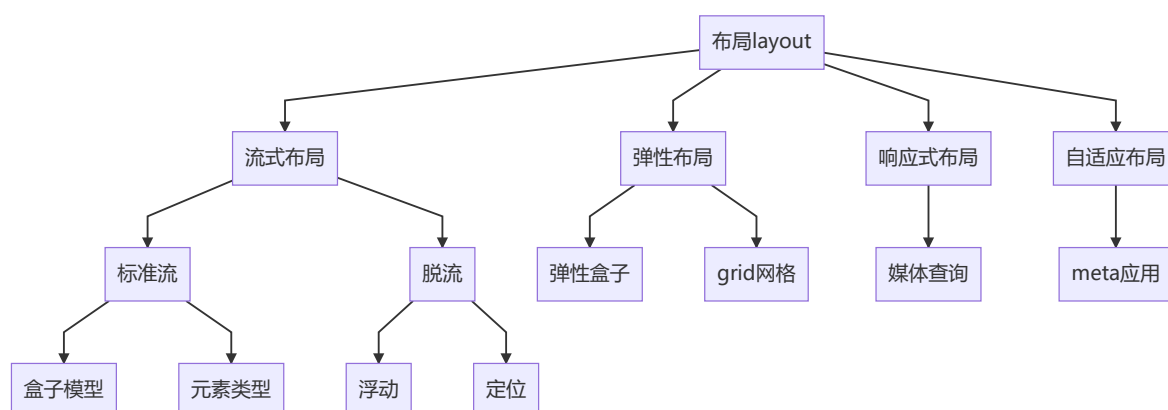 布局layout
流式布局
弹性布局
响应式布局
自适应布局
标准流
脱流
弹性盒子
grid网格
媒体查询
meta应用
盒子模型
元素类型
浮动
定位